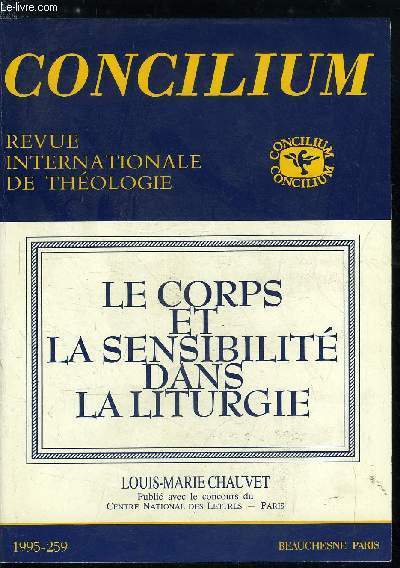 le-livre
CONCILIUM
REVUE
INTERNATIONALE
DE THÉOLOGIE
CONCILIUM
CONCILIUM
LE CORPS
ET
LA SENSIBILITÉ
DANS
LA LITURGIE
LOUIS-MARIE CHAUVET
Publié avec le concours du
CENTRE NATIONAL DES LETTRES — PARIS
1995-259
BEAUCHESNE PARIS